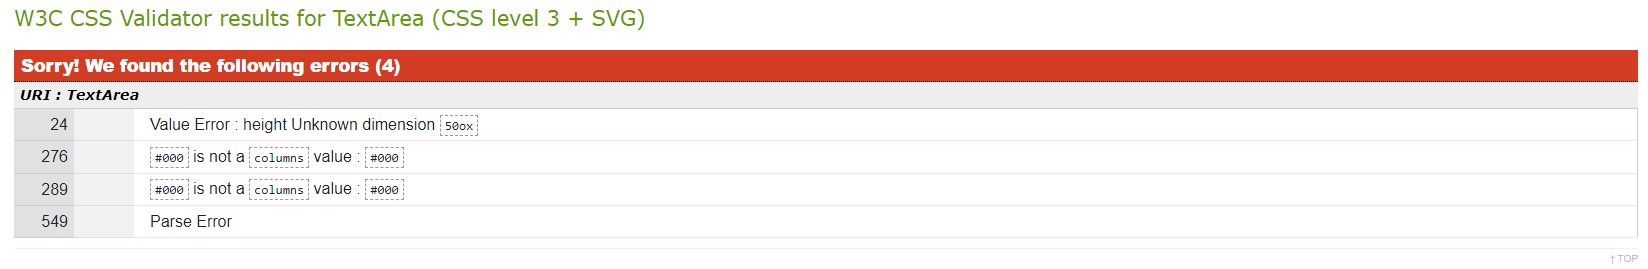 W3C CSS Validator results for TextArea (CSS level 3 + SVG)
Sorry! We found the following errors (4)
URI : TextArea
24 Value Error : height Unknown dimension 50ox
276 #000 is not a columns value : #000
289 #000 is not a columns value : #000
549 Parse Error
↑ TOP